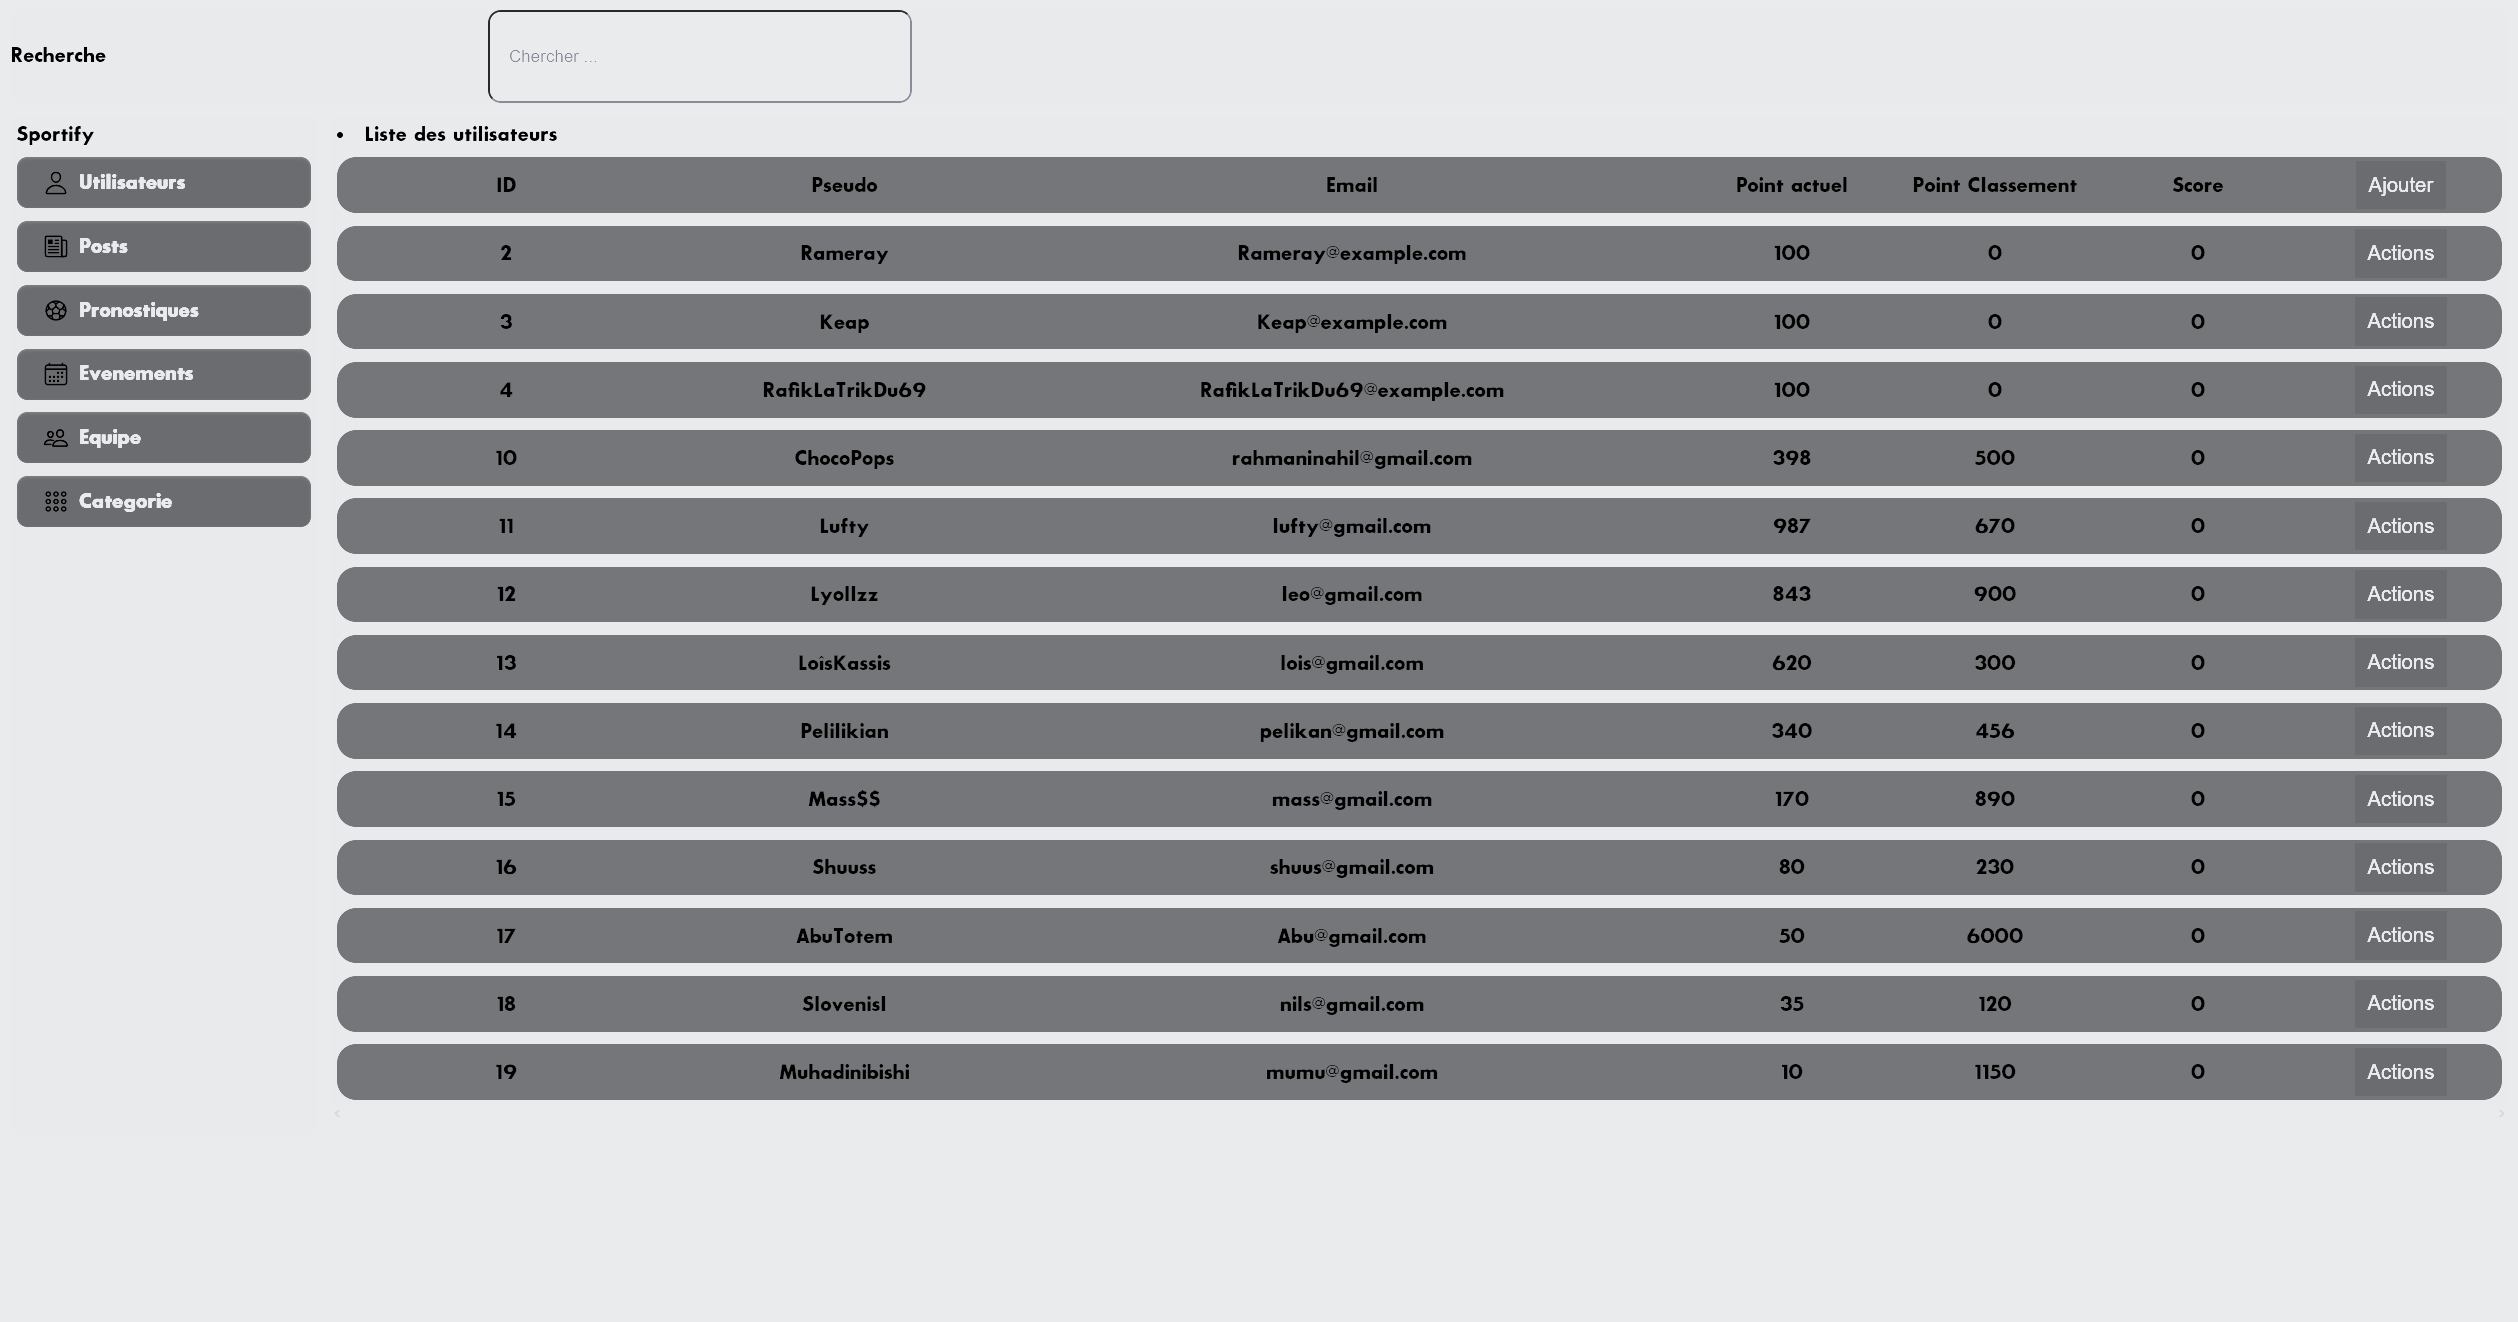 Recherche
Chercher ...
Sportify
Utilisateurs
Posts
Pronostiques
Evenements
Equipe
Categorie
• Liste des utilisateurs
ID Pseudo Email Point actuel Point Classement Score Ajouter
2 Rameray Rameray@example.com 100 0 0 Actions
3 Keap Keap@example.com 100 0 0 Actions
4 RafikLaTrikDu69 RafikLaTrikDu69@example.com 100 0 0 Actions
10 ChocoPops rahmaninahil@gmail.com 398 500 0 Actions
11 Lufty lufty@gmail.com 987 670 0 Actions
12 Lyollzz leo@gmail.com 843 900 0 Actions
13 LoïsKassis lois@gmail.com 620 300 0 Actions
14 Pelilikian pelikan@gmail.com 340 456 0 Actions
15 Mass$$ mass@gmail.com 170 890 0 Actions
16 Shuuss shuus@gmail.com 80 230 0 Actions
17 AbuTotem Abu@gmail.com 50 6000 0 Actions
18 Slovenisl nils@gmail.com 35 120 0 Actions
19 Muhadinibishi mumu@gmail.com 10 1150 0 Actions
‹ ›